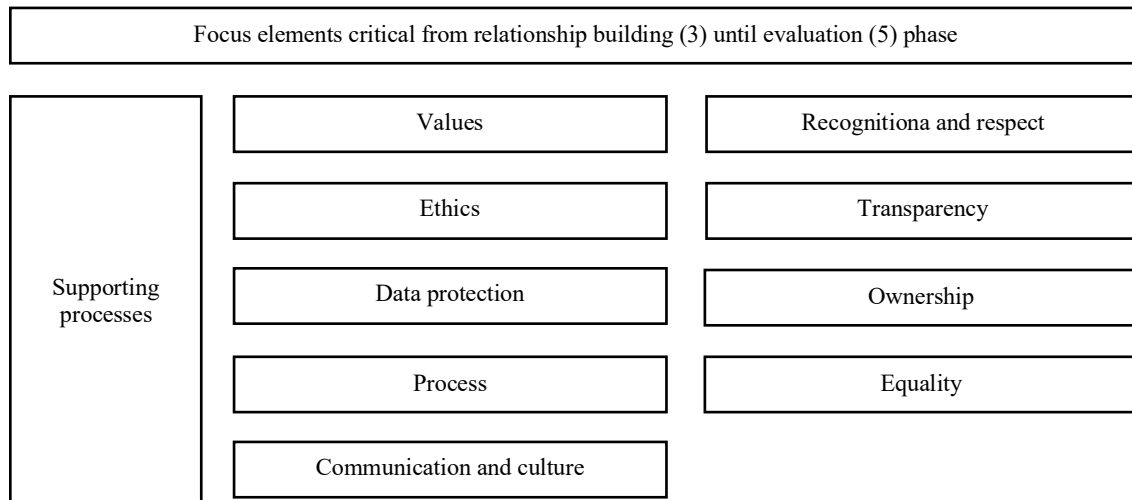 Focus elements critical from relationship building (3) until evaluation (5) phase
Supporting
processes
Values
Recognitiona and respect
Ethics
Transparency
Data protection
Ownership
Process
Equality
Communication and culture